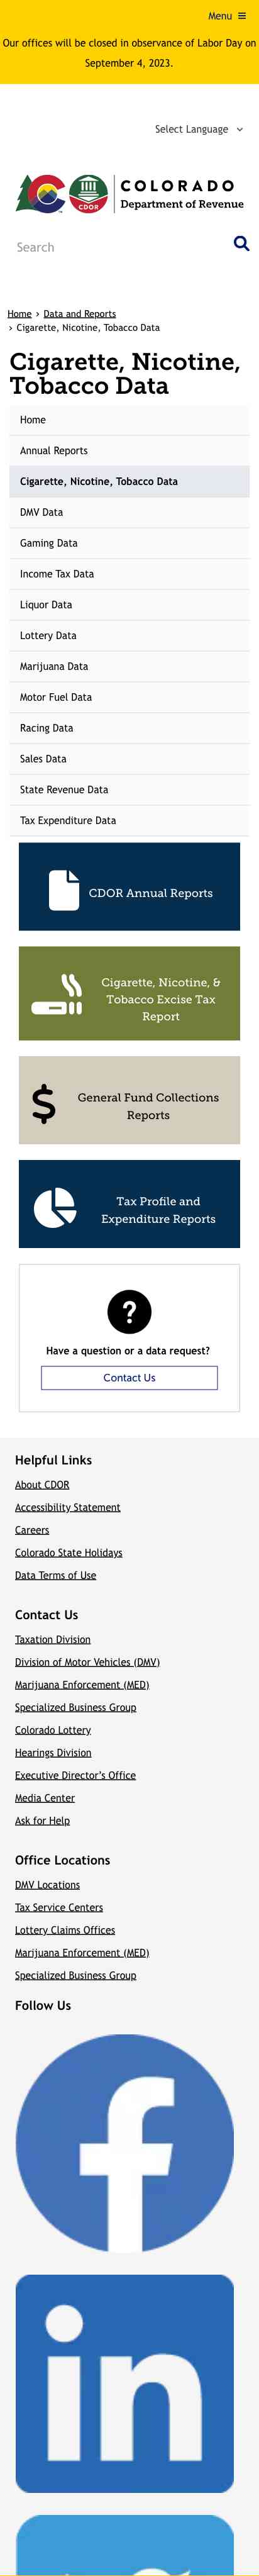 Menu
Our offices will be closed in observance of Labor Day on
September 4, 2023.
Select Language
CDOR
COLORADO
Department of Revenue
Search
Home › Data and Reports
› Cigarette, Nicotine, Tobacco Data
Cigarette, Nicotine,
Tobacco Data
Home
Annual Reports
Cigarette, Nicotine, Tobacco Data
DMV Data
Gaming Data
Income Tax Data
Liquor Data
Lottery Data
Marijuana Data
Motor Fuel Data
Racing Data
Sales Data
State Revenue Data
Tax Expenditure Data
CDOR Annual Reports
Cigarette, Nicotine, &
Tobacco Excise Tax
Report
General Fund Collections
Reports
Tax Profile and
Expenditure Reports
Have a question or a data request?
Contact Us
Helpful Links
About CDOR
Accessibility Statement
Careers
Colorado State Holidays
Data Terms of Use
Contact Us
Taxation Division
Division of Motor Vehicles (DMV)
Marijuana Enforcement (MED)
Specialized Business Group
Colorado Lottery
Hearings Division
Executive Director's Office
Media Center
Ask for Help
Office Locations
DMV Locations
Tax Service Centers
Lottery Claims Offices
Marijuana Enforcement (MED)
Specialized Business Group
Follow Us